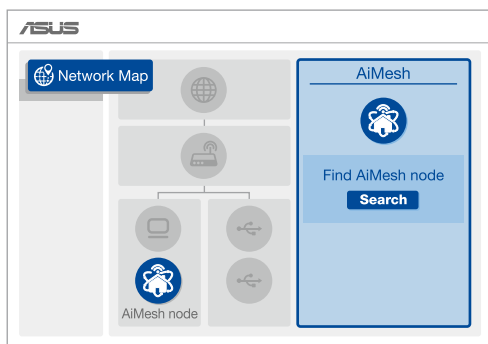 ASUS
Network Map
AiMesh
Find AiMesh node
Search
AiMesh node